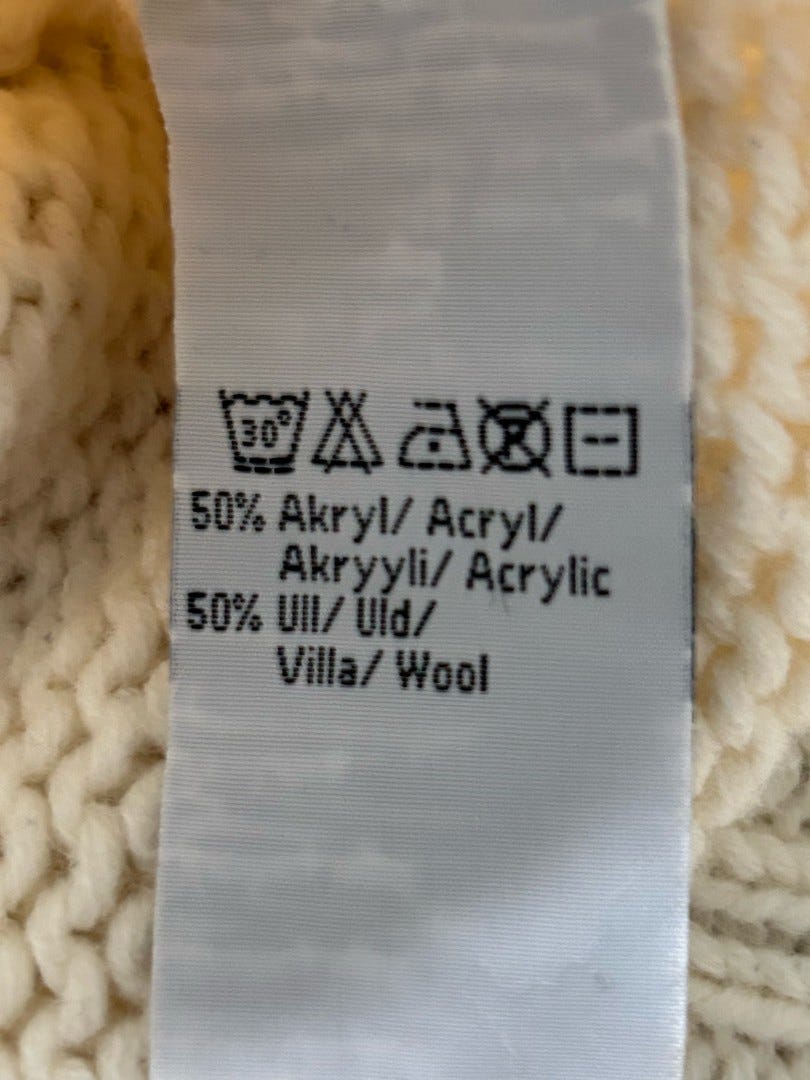 30°
50% Akryl/ Acryl/
Akryyli/ Acrylic
50% Ull/ Uld/
Villa/ Wool